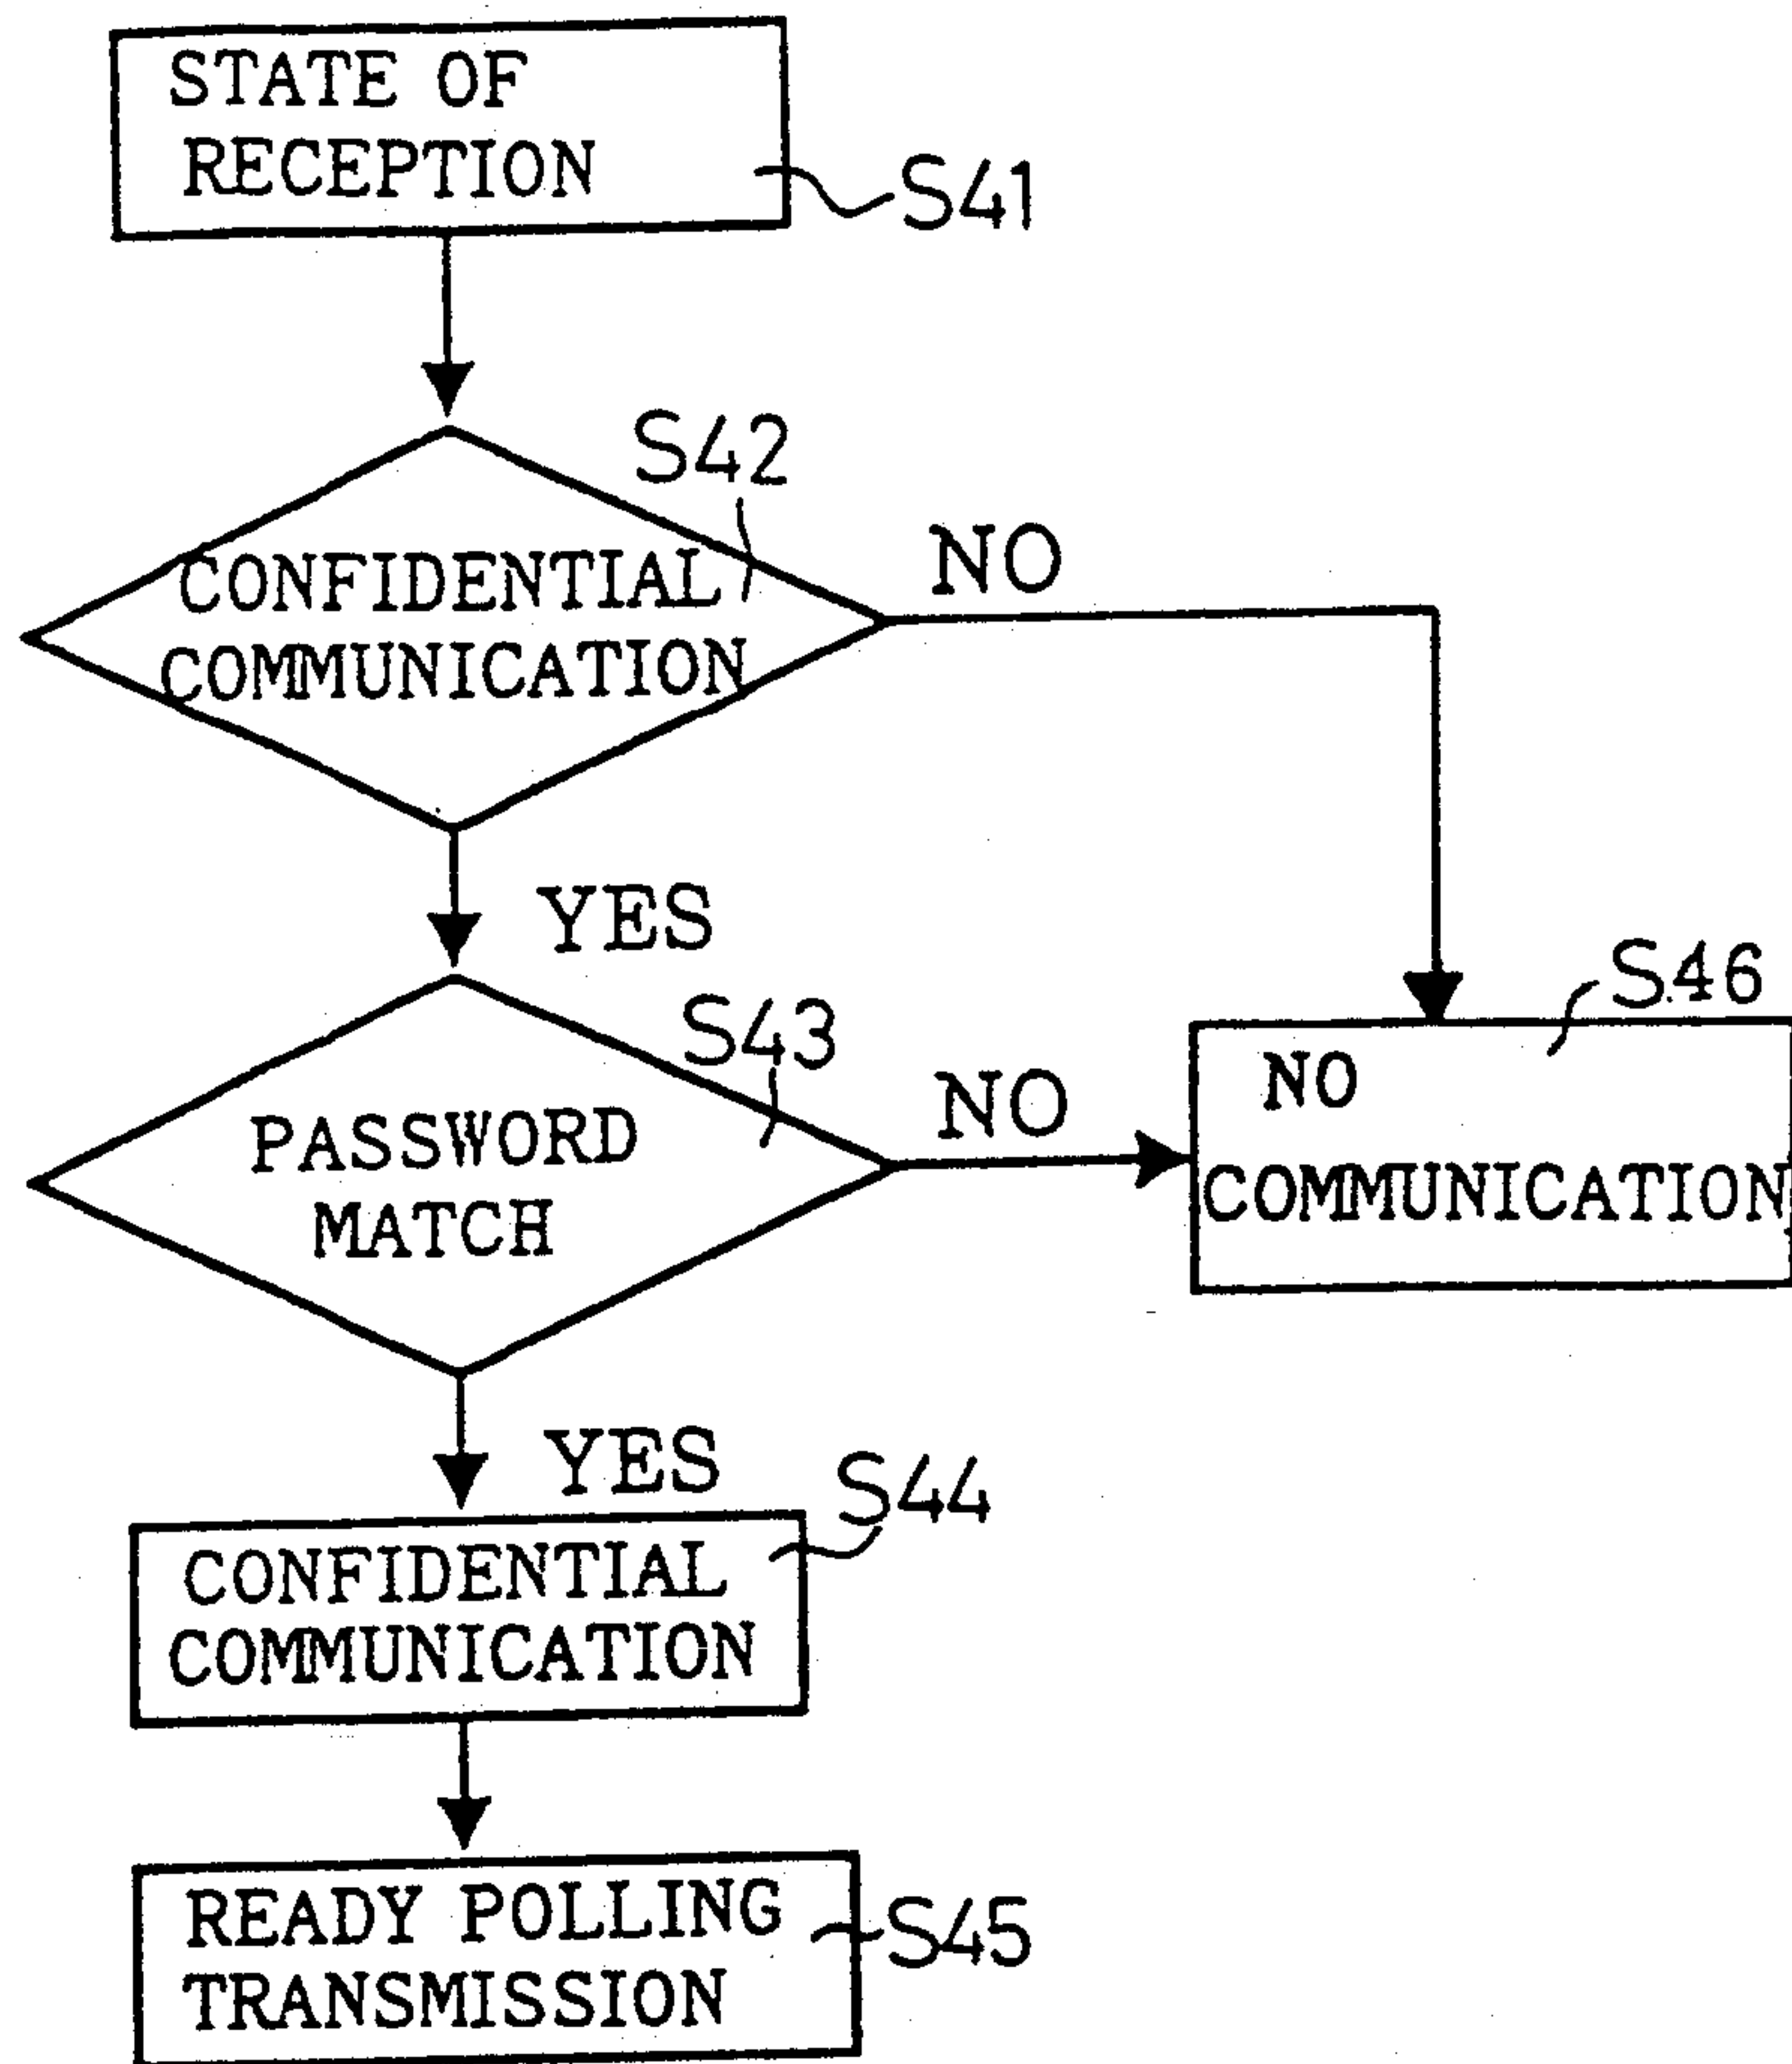 STATE OF
RECEPTION
S41
S42
CONFIDENTIAL
COMMUNICATION
NO
YES
S43
PASSWORD
MATCH
NO
S46
NO
COMMUNICATION
YES
S44
CONFIDENTIAL
COMMUNICATION
READY POLLING
TRANSMISSION
S45